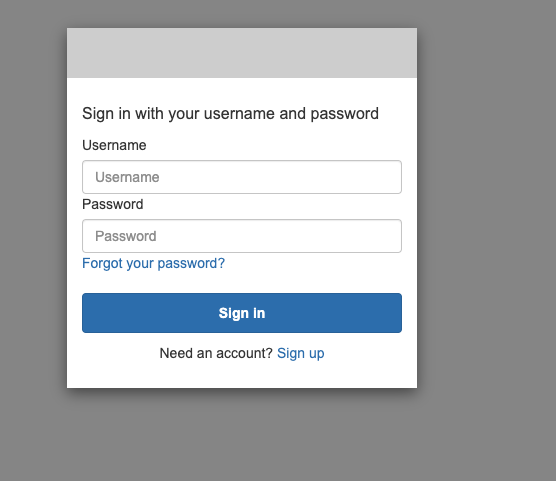 Sign in with your username and password
Username
Username
Password
Password
Forgot your password?
Sign in
Need an account? Sign up